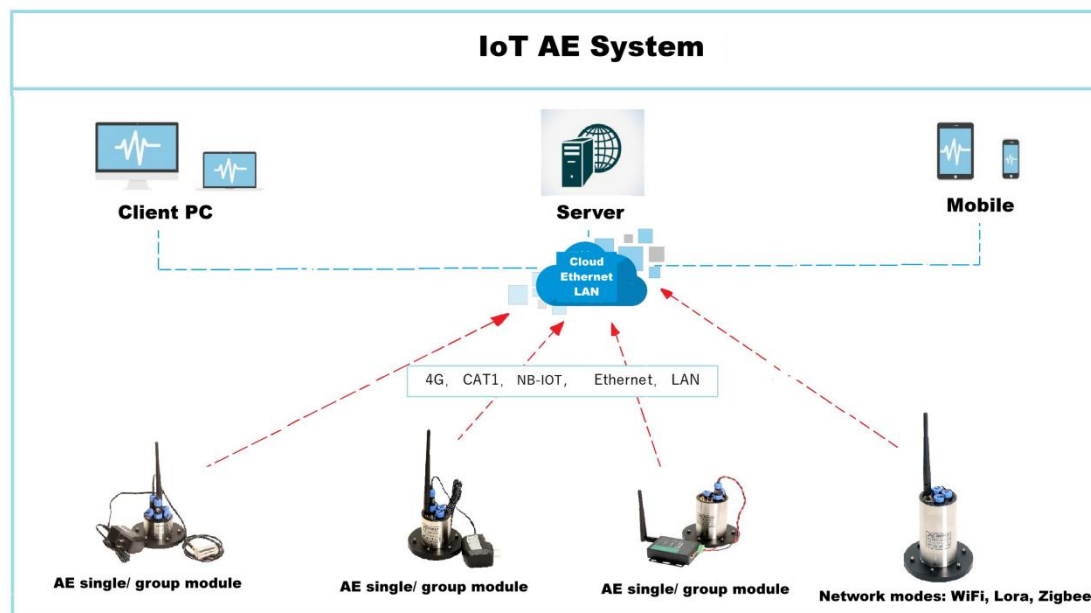 IoT AE System
Client PC
Server
Mobile
Cloud
Ethernet
LAN
4G、 CAT1、 NB-IOT， Ethernet、 LAN
AE single/ group module
AE single/ group module
AE single/ group module
Network modes: WiFi, Lora, Zigbee